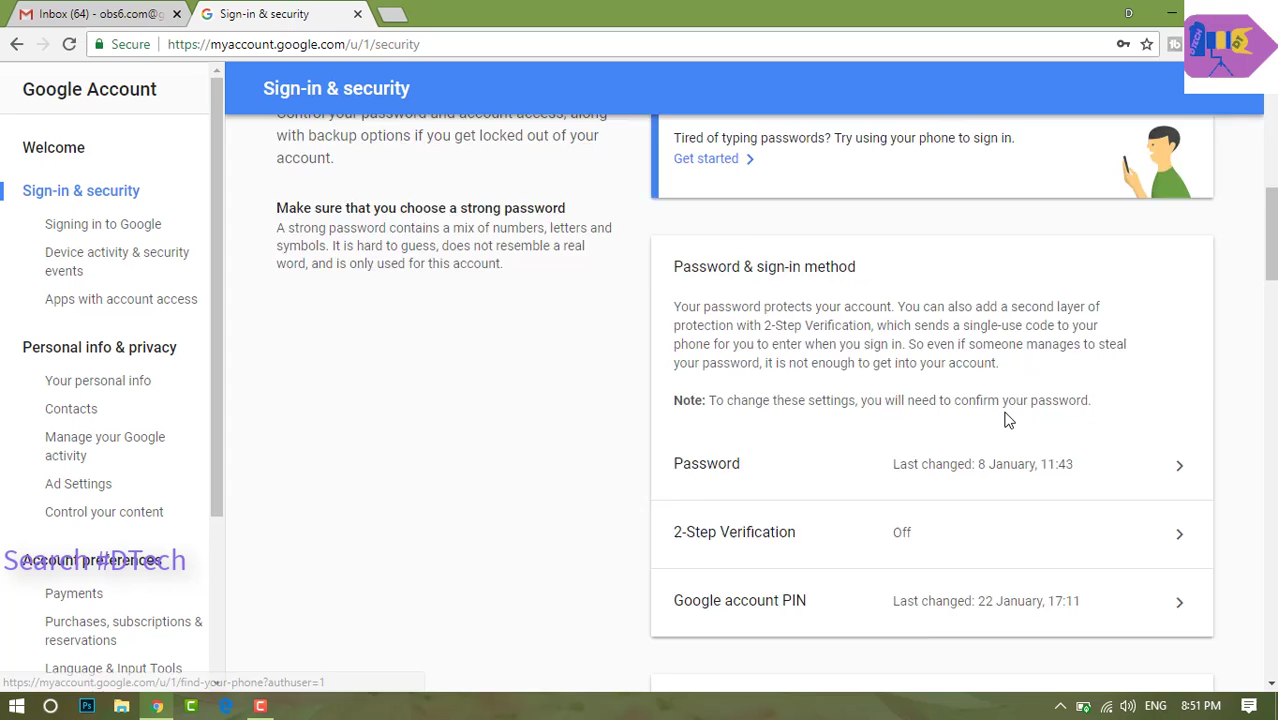 Inbox (64) - obs6.com@g
Sign-in & security
D
Secure
https://myaccount.google.com/u/1/security
DTECH
DT
Google Account
Sign-in & security
Welcome
Sign-in & security
Signing in to Google
Device activity & security
events
Apps with account access
Personal info & privacy
Your personal info
Contacts
Manage your Google
activity
Ad Settings
Control your content
Account preferences
Search #DTech
Payments
Purchases, subscriptions &
reservations
Language & Input Tools
Control your password and account access, along
with backup options if you get locked out of your
account.
Make sure that you choose a strong password
A strong password contains a mix of numbers, letters and
symbols. It is hard to guess, does not resemble a real
word, and is only used for this account.
Tired of typing passwords? Try using your phone to sign in.
Get started
Password & sign-in method
Your password protects your account. You can also add a second layer of
protection with 2-Step Verification, which sends a single-use code to your
phone for you to enter when you sign in. So even if someone manages to steal
your password, it is not enough to get into your account.
Note: To change these settings, you will need to confirm your password.
Password Last changed: 8 January, 11:43
2-Step Verification Off
Google account PIN Last changed: 22 January, 17:11
https://myaccount.google.com/u/1/find-your-phone?authuser=1
Ps
ENG
8:51 PM